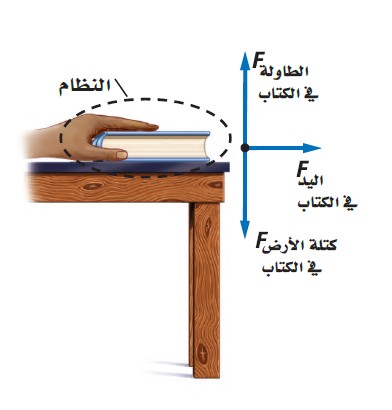 النظام
F الطاولة
في الكتاب
F
اليد
في الكتاب
F كتلة الأرض
في الكتاب